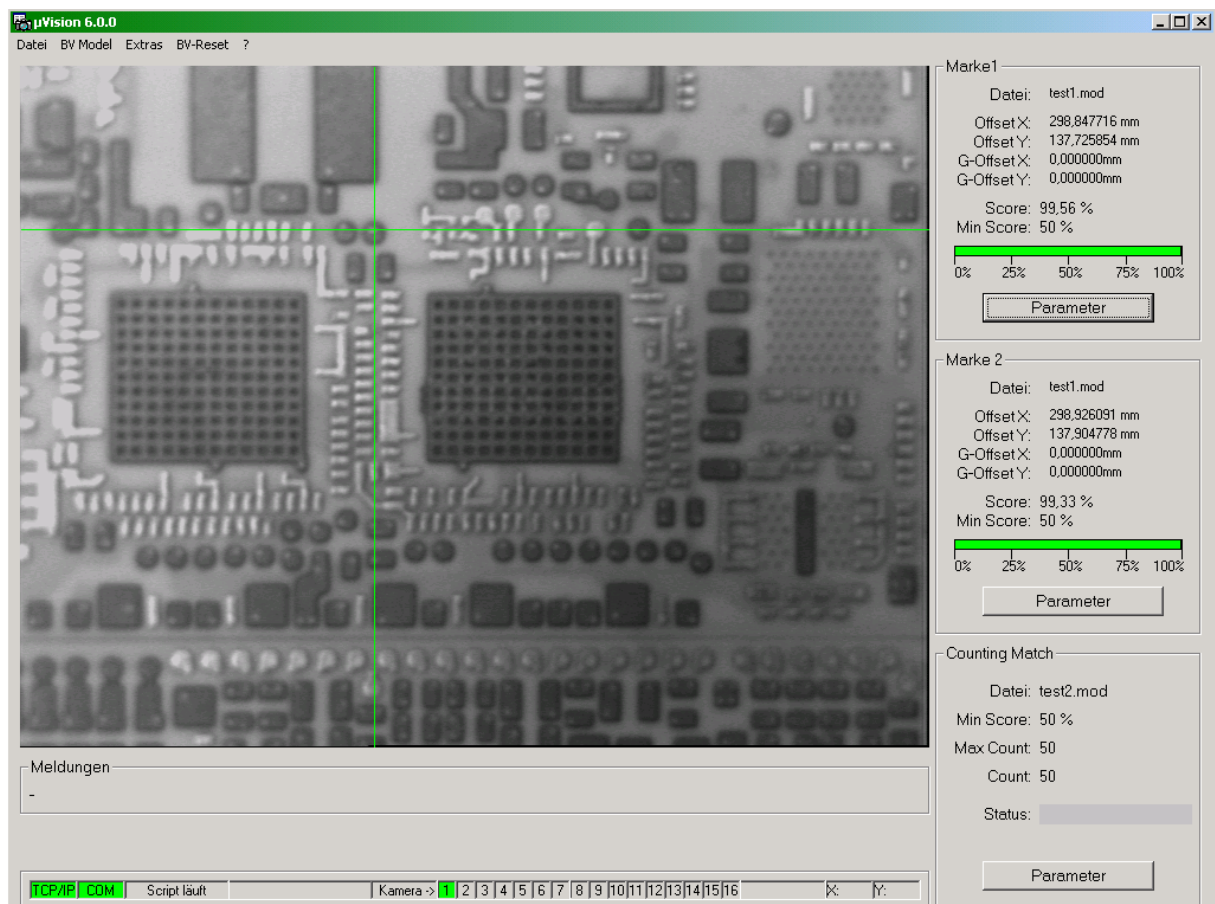 µVision 6.0.0
Datei BV Model Extras BV-Reset ?
Marke1
Datei: test1.mod
Offset X: 298,847716 mm
Offset Y: 137,725854 mm
G-Offset X: 0,000000mm
G-Offset Y: 0,000000mm
Score: 99,56 %
Min Score: 50 %
0% 25% 50% 75% 100%
Parameter
Marke 2
Datei: test1.mod
Offset X: 298,926091 mm
Offset Y: 137,904778 mm
G-Offset X: 0,000000mm
G-Offset Y: 0,000000mm
Score: 99,33 %
Min Score: 50 %
0% 25% 50% 75% 100%
Parameter
Counting Match
Datei: test2.mod
Min Score: 50 %
Max Count: 50
Count: 50
Status:
Parameter
Meldungen
-
TCP/IP COM Script läuft Kamera -> 1 2 3 4 5 6 7 8 9 10 11 12 13 14 15 16 X: Y: